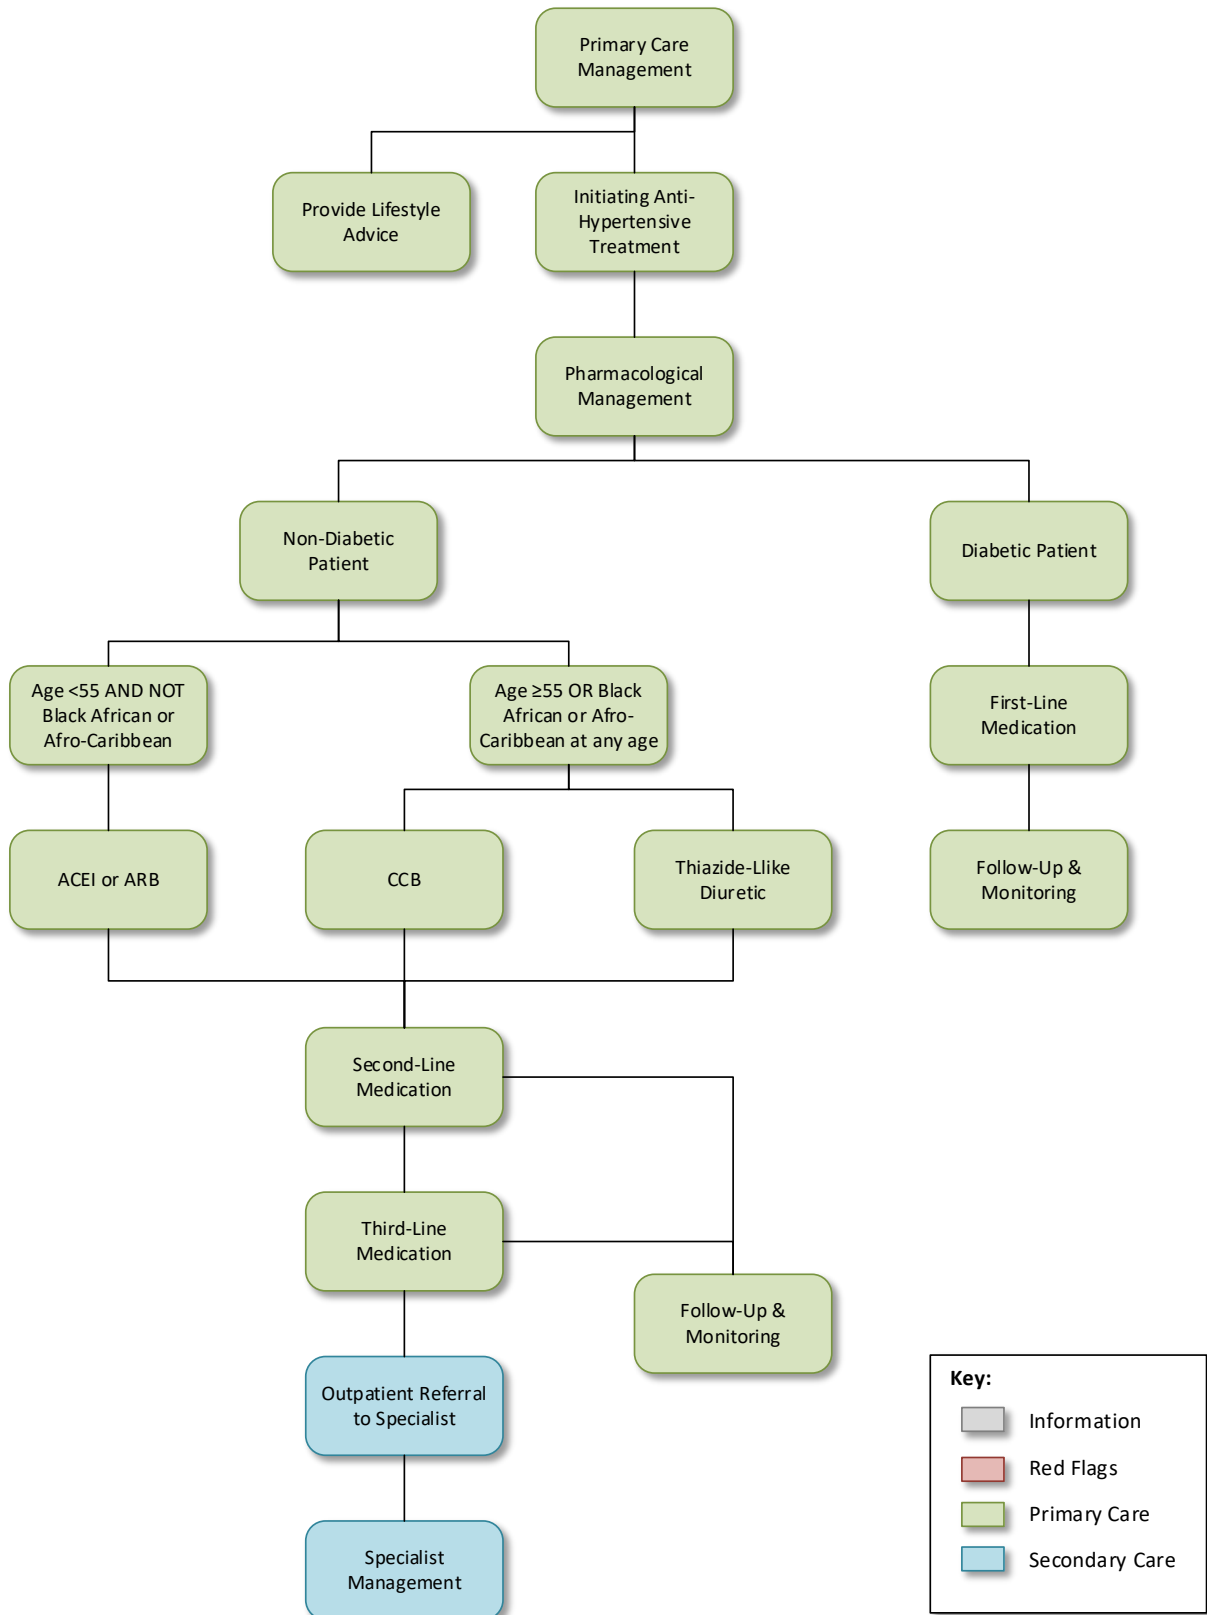 Primary Care
Management
Provide Lifestyle
Advice
Initiating Anti-
Hypertensive
Treatment
Pharmacological
Management
Non-Diabetic
Patient
Diabetic Patient
Age <55 AND NOT
Black African or
Afro-Caribbean
Age ≥55 OR Black
African or Afro-
Caribbean at any age
First-Line
Medication
ACEI or ARB
CCB
Thiazide-Llike
Diuretic
Follow-Up &
Monitoring
Second-Line
Medication
Third-Line
Medication
Follow-Up &
Monitoring
Outpatient Referral
to Specialist
Specialist
Management
Key:
Information
Red Flags
Primary Care
Secondary Care